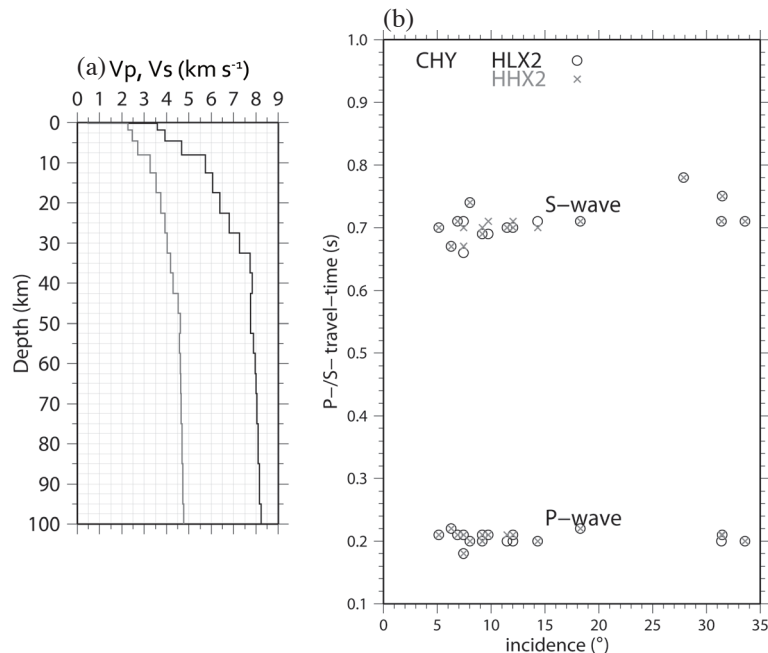 (a) Vp, Vs (km s⁻¹)
0 1 2 3 4 5 6 7 8 9
0
10
20
30
40
50
60
70
80
90
100
Depth (km)
(b)
1.0
0.9
0.8
0.7
0.6
0.5
0.4
0.3
0.2
0.1
P−/S− travel−time (s)
CHY HLX2
HHX2
S−wave
P−wave
0 5 10 15 20 25 30 35
incidence (°)